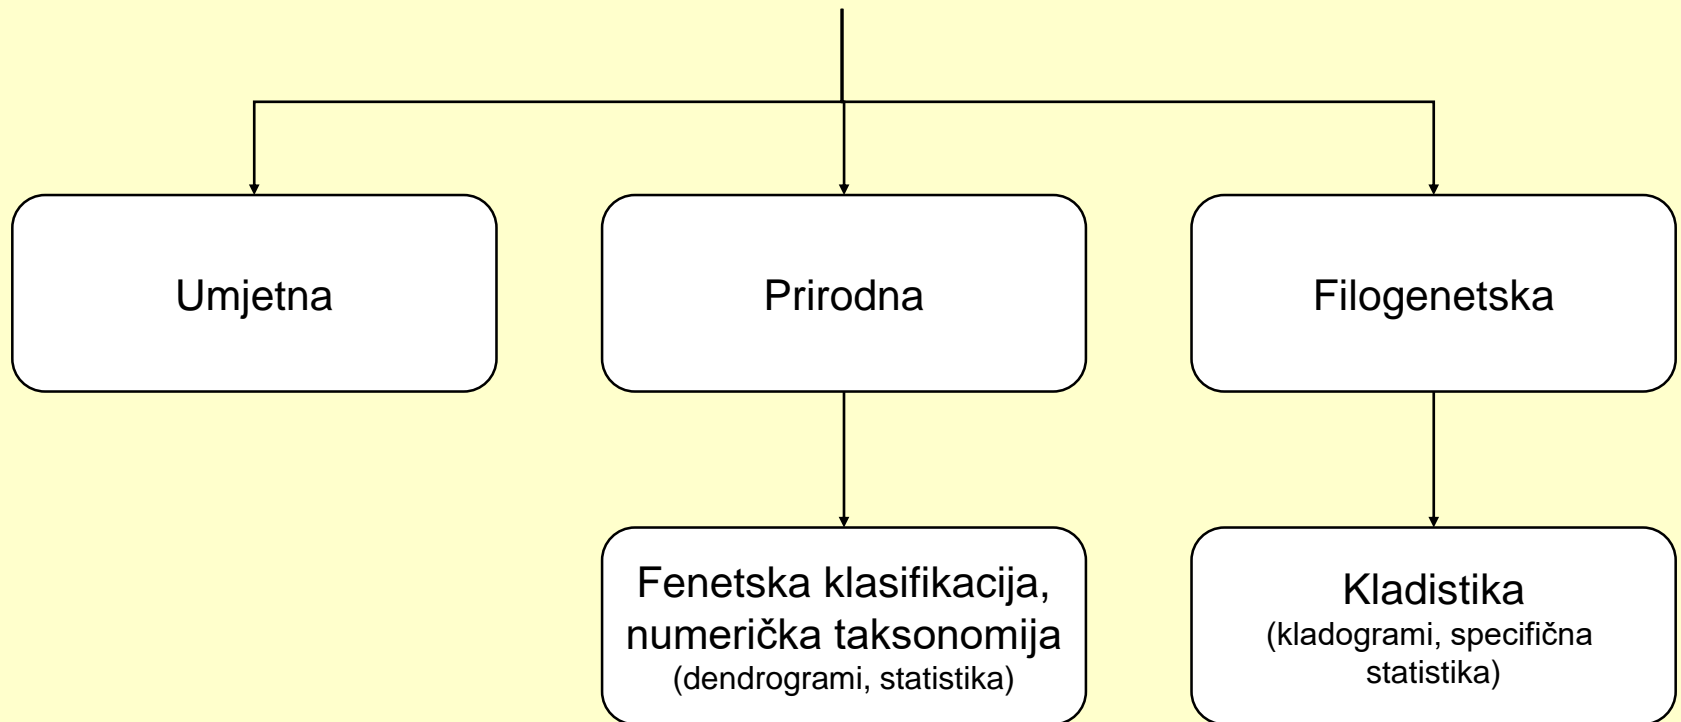 Umjetna
Prirodna
Filogenetska
Fenetska klasifikacija,
numerička taksonomija
(dendrogrami, statistika)
Kladistika
(kladogrami, specifična
statistika)